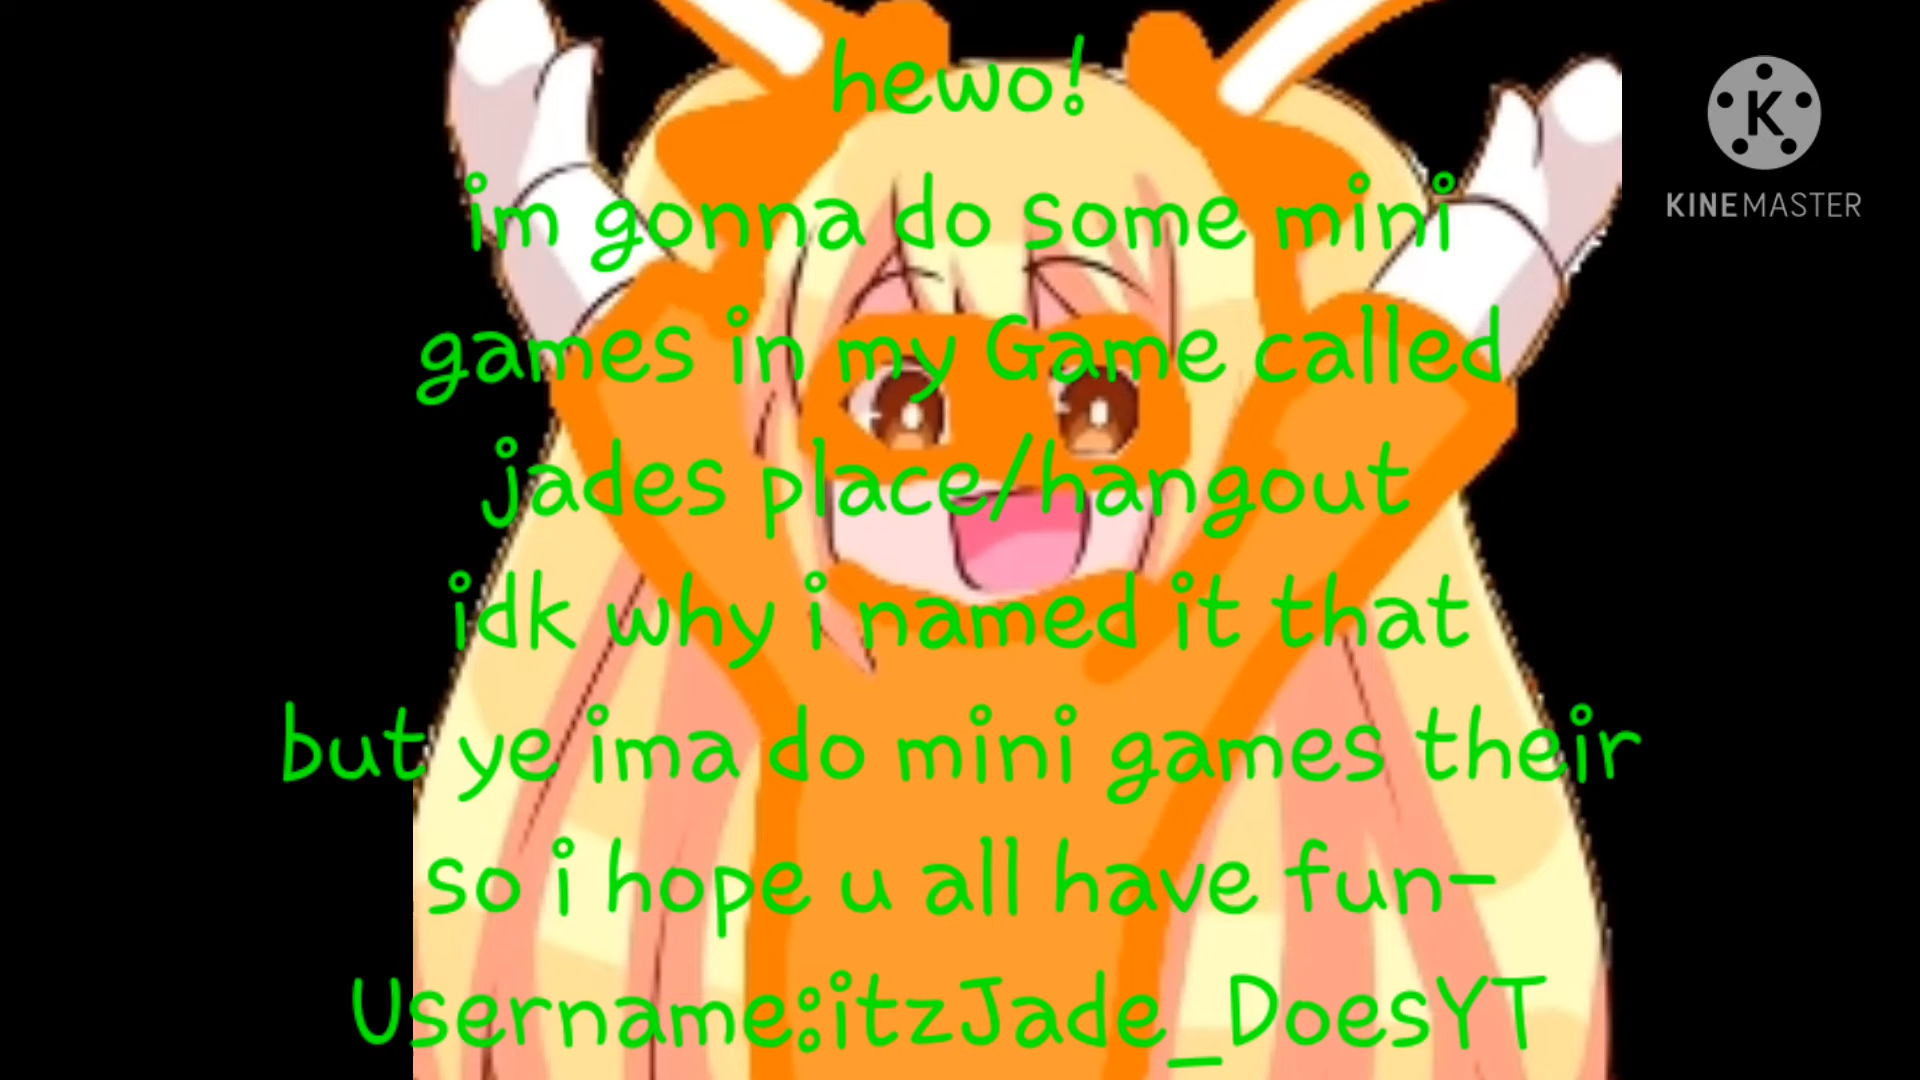 hewo!
im gonna do some mini
games in my Game called
jades place/hangout
idk why i named it that
but ye ima do mini games their
so i hope u all have fun-
Username:itzJade_DoesYT
K
KINEMASTER